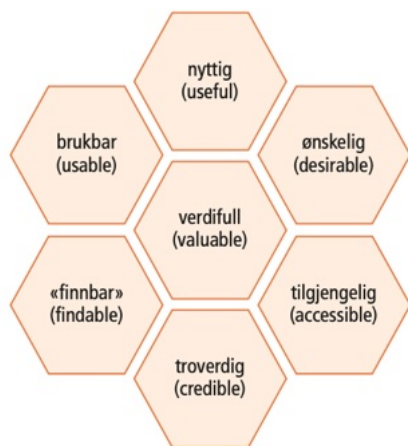 nyttig
(useful)
brukbar
(usable)
ønskelig
(desirable)
verdifull
(valuable)
«finnbar»
(findable)
tilgjengelig
(accessible)
troverdig
(credible)